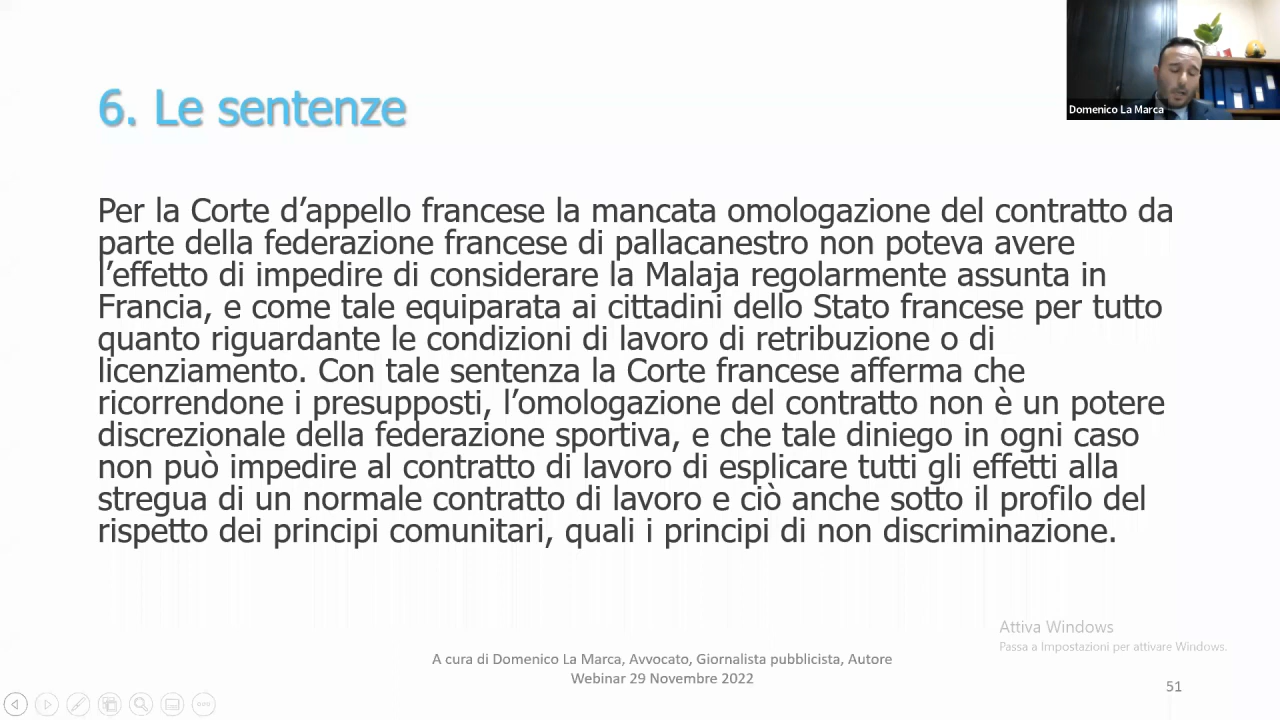 Domenico La Marca
6. Le sentenze
Per la Corte d’appello francese la mancata omologazione del contratto da
parte della federazione francese di pallacanestro non poteva avere
l’effetto di impedire di considerare la Malaja regolarmente assunta in
Francia, e come tale equiparata ai cittadini dello Stato francese per tutto
quanto riguardante le condizioni di lavoro di retribuzione o di
licenziamento. Con tale sentenza la Corte francese afferma che
ricorrendone i presupposti, l’omologazione del contratto non è un potere
discrezionale della federazione sportiva, e che tale diniego in ogni caso
non può impedire al contratto di lavoro di esplicare tutti gli effetti alla
stregua di un normale contratto di lavoro e ciò anche sotto il profilo del
rispetto dei principi comunitari, quali i principi di non discriminazione.
Attiva Windows
Passa a Impostazioni per attivare Windows.
A cura di Domenico La Marca, Avvocato, Giornalista pubblicista, Autore
Webinar 29 Novembre 2022
51